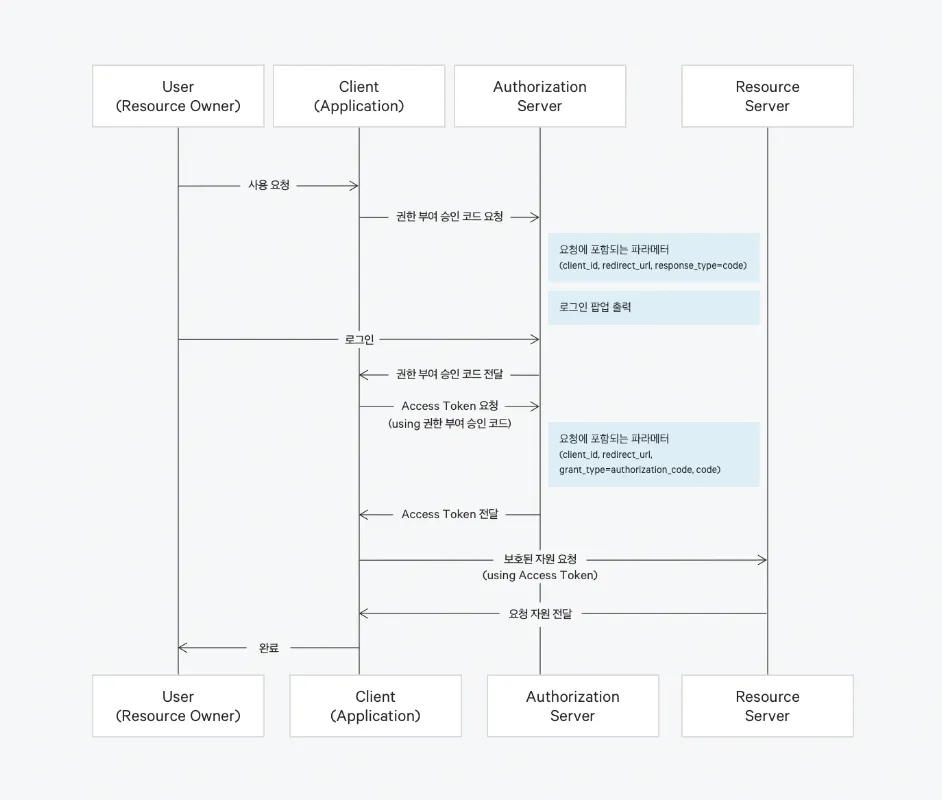 User
(Resource Owner)
Client
(Application)
Authorization
Server
Resource
Server
사용 요청
권한 부여 승인 코드 요청
요청에 포함되는 파라메터
(client_id, redirect_url, response_type=code)
로그인 팝업 출력
로그인
권한 부여 승인 코드 전달
Access Token 요청
(using 권한 부여 승인 코드)
요청에 포함되는 파라메터
(client_id, redirect_url,
grant_type=authorization_code, code)
Access Token 전달
보호된 자원 요청
(using Access Token)
요청 자원 전달
완료
User
(Resource Owner)
Client
(Application)
Authorization
Server
Resource
Server